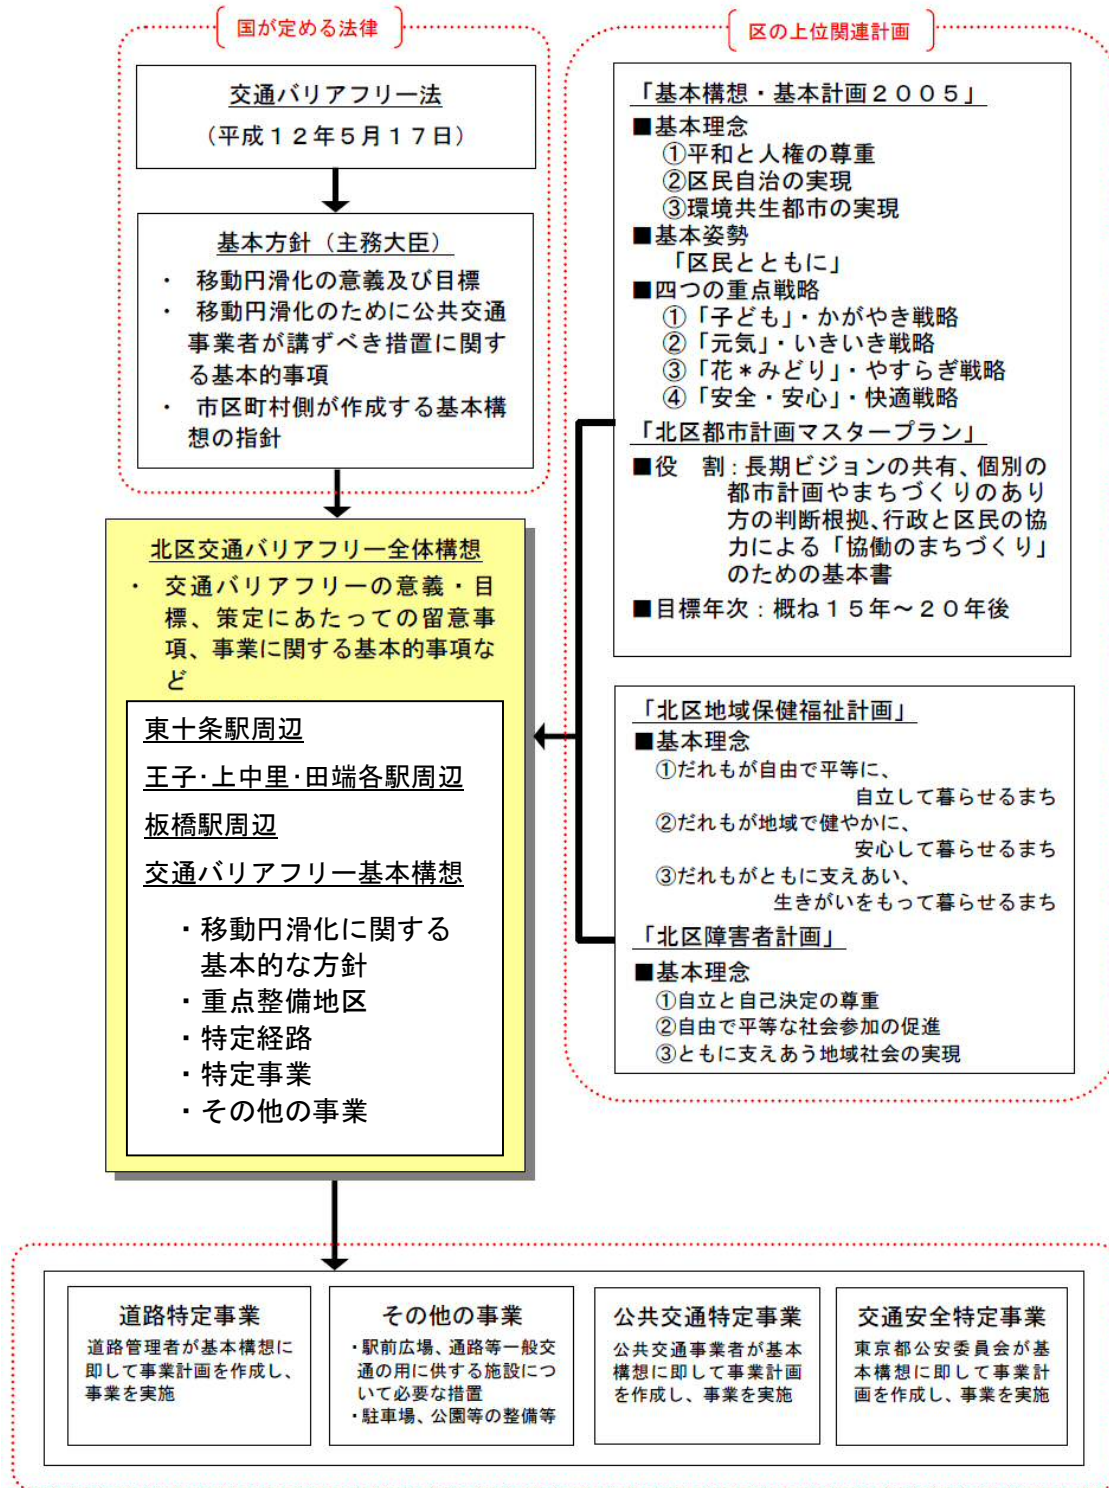 国が定める法律
交通バリアフリー法
（平成１２年５月１７日）
基本方針（主務大臣）
・ 移動円滑化の意義及び目標
・ 移動円滑化のために公共交通
事業者が講ずべき措置に関す
る基本的事項
・ 市区町村側が作成する基本構
想の指針
北区交通バリアフリー全体構想
・ 交通バリアフリーの意義・目
標、策定にあたっての留意事
項、事業に関する基本的事項な
ど
東十条駅周辺
王子･上中里･田端各駅周辺
板橋駅周辺
交通バリアフリー基本構想
・移動円滑化に関する
基本的な方針
・重点整備地区
・特定経路
・特定事業
・その他の事業
区の上位関連計画
「基本構想・基本計画２００５」
■基本理念
①平和と人権の尊重
②区民自治の実現
③環境共生都市の実現
■基本姿勢
「区民とともに」
■四つの重点戦略
①「子ども」・かがやき戦略
②「元気」・いきいき戦略
③「花＊みどり」・やすらぎ戦略
④「安全・安心」・快適戦略
「北区都市計画マスタープラン」
■役　割：長期ビジョンの共有、個別の
都市計画やまちづくりのあり
方の判断根拠、行政と区民の協
力による「協働のまちづくり」
のための基本書
■目標年次：概ね１５年～２０年後
「北区地域保健福祉計画」
■基本理念
①だれもが自由で平等に、
自立して暮らせるまち
②だれもが地域で健やかに、
安心して暮らせるまち
③だれもがともに支えあい、
生きがいをもって暮らせるまち
「北区障害者計画」
■基本理念
①自立と自己決定の尊重
②自由で平等な社会参加の促進
③ともに支えあう地域社会の実現
道路特定事業
道路管理者が基本構想に
即して事業計画を作成し、
事業を実施
その他の事業
・駅前広場、通路等一般交
通の用に供する施設につ
いて必要な措置
・駐車場、公園等の整備等
公共交通特定事業
公共交通事業者が基本
構想に即して事業計画
を作成し、事業を実施
交通安全特定事業
東京都公安委員会が基
本構想に即して事業計
画を作成し、事業を実施